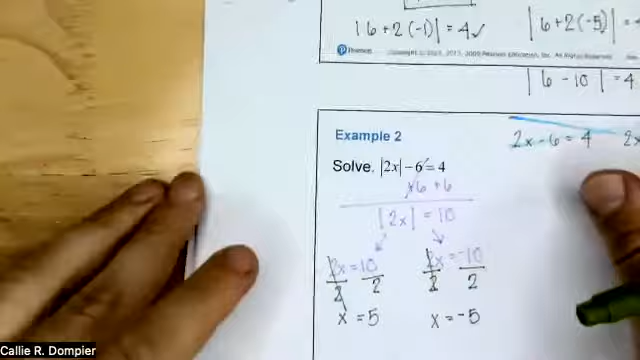 |6+2(-1)|=4✓
|6+2(-5)
Pearson
|6-10|=4
Example 2
2x-6=4 2x
Solve. |2x|-6=4
+6 +6
|2x|=10
2x=10 2x=-10
2 2 2 2
x=5 x=-5
Callie R. Dompier